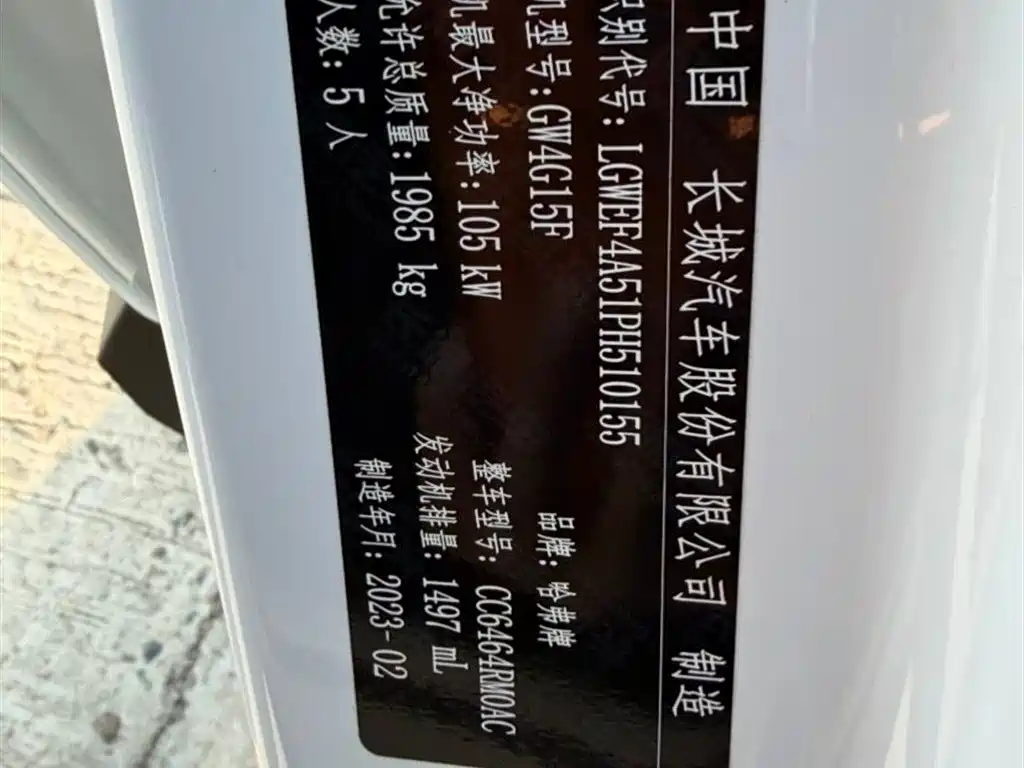 中国 长城汽车股份有限公司 制造
识别代号: LGWEF4A51PH510155
品牌: 哈弗牌
机型号: GW4G15F
整车型号: CC6464RM0AC
机最大净功率: 105 kW
发动机排量: 1497 mL
允许总质量: 1985 kg
制造年月: 2023-02
人数: 5 人